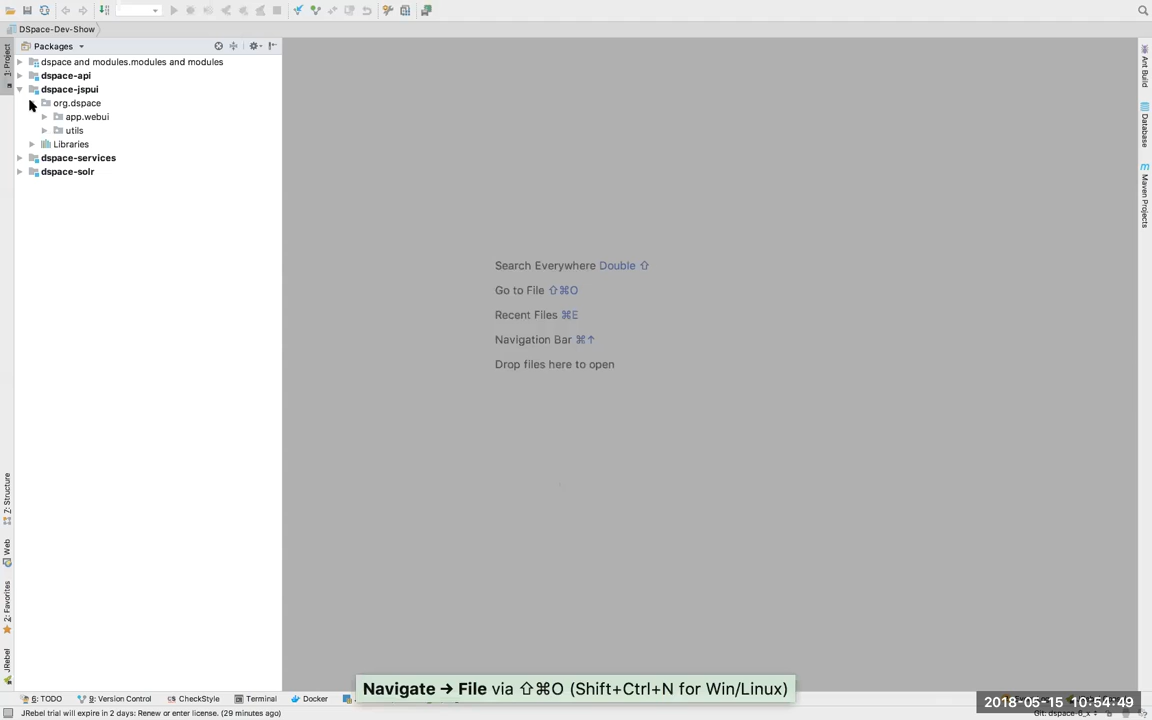 DSpace-Dev-Show
Packages
dspace and modules.modules and modules
dspace-api
dspace-jspui
org.dspace
app.webui
utils
Libraries
dspace-services
dspace-solr
1: Project
Z: Structure
Web
2: Favorites
JRebel
Search Everywhere Double ⇧
Go to File ⇧⌘O
Recent Files ⌘E
Navigation Bar ⌘↑
Drop files here to open
Ant Build
Database
m Maven Projects
6: TODO
9: Version Control
CheckStyle
Terminal
Docker
Navigate → File via ⇧⌘O (Shift+Ctrl+N for Win/Linux)
2018-05-15 10:54:49
JRebel trial will expire in 2 days: Renew or enter license. (29 minutes ago)
Git: dspace-6_x